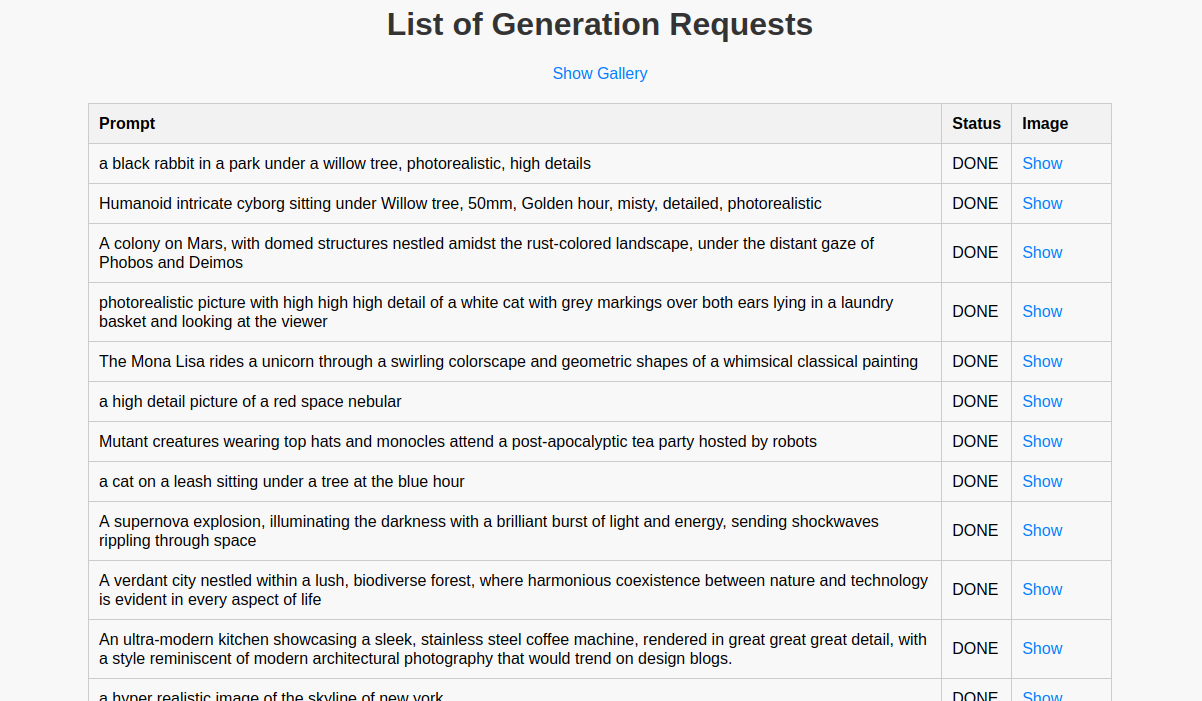 List of Generation Requests
Show Gallery
Prompt Status Image
a black rabbit in a park under a willow tree, photorealistic, high details DONE Show
Humanoid intricate cyborg sitting under Willow tree, 50mm, Golden hour, misty, detailed, photorealistic DONE Show
A colony on Mars, with domed structures nestled amidst the rust-colored landscape, under the distant gaze of
Phobos and Deimos DONE Show
photorealistic picture with high high high detail of a white cat with grey markings over both ears lying in a laundry
basket and looking at the viewer DONE Show
The Mona Lisa rides a unicorn through a swirling colorscape and geometric shapes of a whimsical classical painting DONE Show
a high detail picture of a red space nebular DONE Show
Mutant creatures wearing top hats and monocles attend a post-apocalyptic tea party hosted by robots DONE Show
a cat on a leash sitting under a tree at the blue hour DONE Show
A supernova explosion, illuminating the darkness with a brilliant burst of light and energy, sending shockwaves
rippling through space DONE Show
A verdant city nestled within a lush, biodiverse forest, where harmonious coexistence between nature and technology
is evident in every aspect of life DONE Show
An ultra-modern kitchen showcasing a sleek, stainless steel coffee machine, rendered in great great great detail, with
a style reminiscent of modern architectural photography that would trend on design blogs. DONE Show
a hyper realistic image of the skyline of new york DONE Show